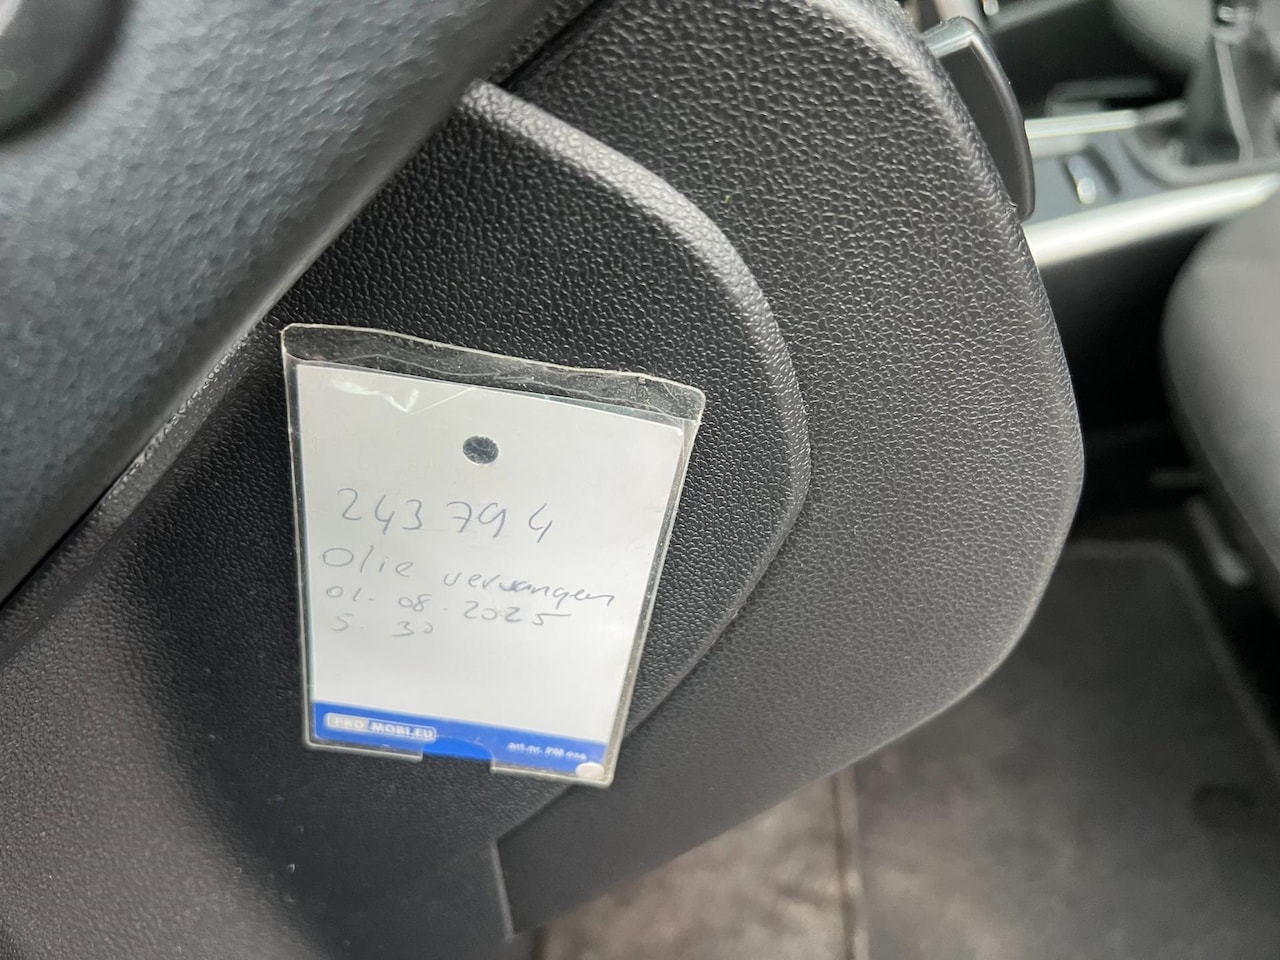 243794
Olie vervangen
01-08-2025
5-30
PRO MOBI.EU